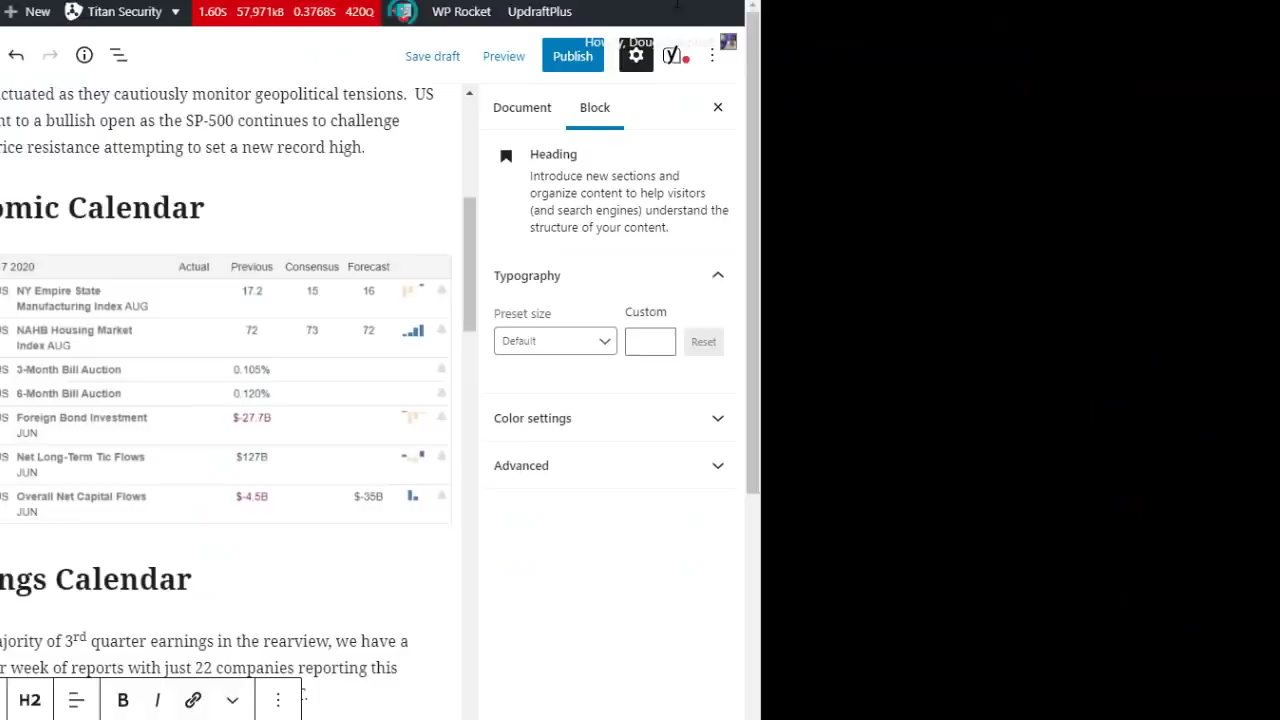 New Titan Security 1.60S 57,971kB 0.3768S 420Q WP Rocket UpdraftPlus
Save draft Preview Publish
ctuated as they cautiously monitor geopolitical tensions. US
nt to a bullish open as the SP-500 continues to challenge
rice resistance attempting to set a new record high.
omic Calendar
7 2020 Actual Previous Consensus Forecast
US NY Empire State 17.2 15 16
Manufacturing Index AUG
US NAHB Housing Market 72 73 72
Index AUG
US 3-Month Bill Auction 0.105%
US 6-Month Bill Auction 0.120%
US Foreign Bond Investment $-27.7B
JUN
US Net Long-Term Tic Flows $127B
JUN
US Overall Net Capital Flows $-4.5B $-35B
JUN
ngs Calendar
ajority of 3rd quarter earnings in the rearview, we have a
r week of reports with just 22 companies reporting this
H2 B I
Document Block
Heading
Introduce new sections and
organize content to help visitors
(and search engines) understand the
structure of your content.
Typography
Preset size Custom
Default Reset
Color settings
Advanced